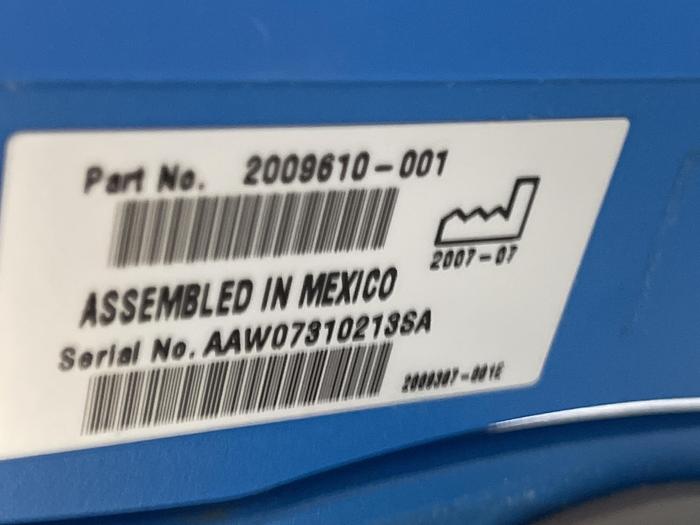 Part No. 2009610-001
2007-07
ASSEMBLED IN MEXICO
Serial No. AAW07310213SA